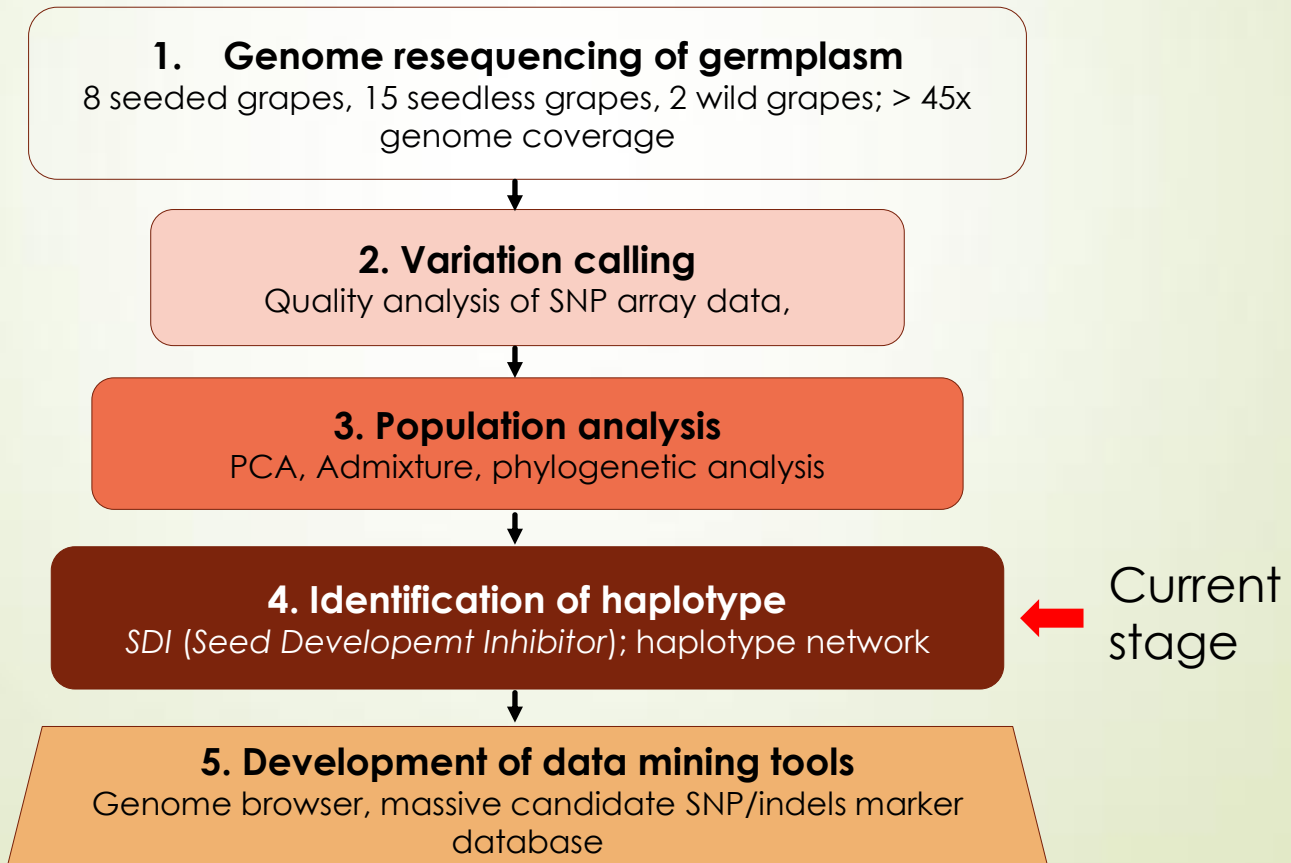 1. Genome resequencing of germplasm
8 seeded grapes, 15 seedless grapes, 2 wild grapes; > 45x
genome coverage
2. Variation calling
Quality analysis of SNP array data,
3. Population analysis
PCA, Admixture, phylogenetic analysis
4. Identification of haplotype
SDI (Seed Developemt Inhibitor); haplotype network
Current
stage
5. Development of data mining tools
Genome browser, massive candidate SNP/indels marker
database